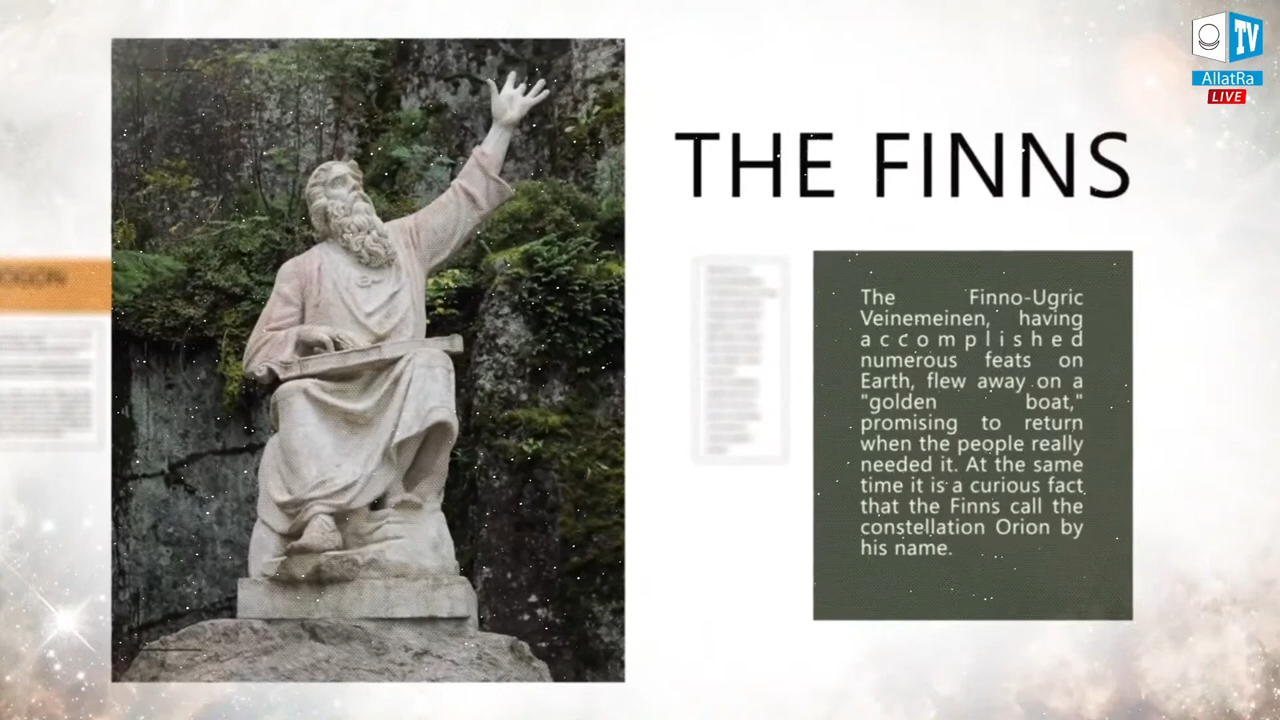 TV
AllatRa
LIVE
THE FINNS
The Finno-Ugric
Veinemeinen, having
accomplished
numerous feats on
Earth, flew away on a
"golden boat,"
promising to return
when the people really
needed it. At the same
time it is a curious fact
that the Finns call the
constellation Orion by
his name.